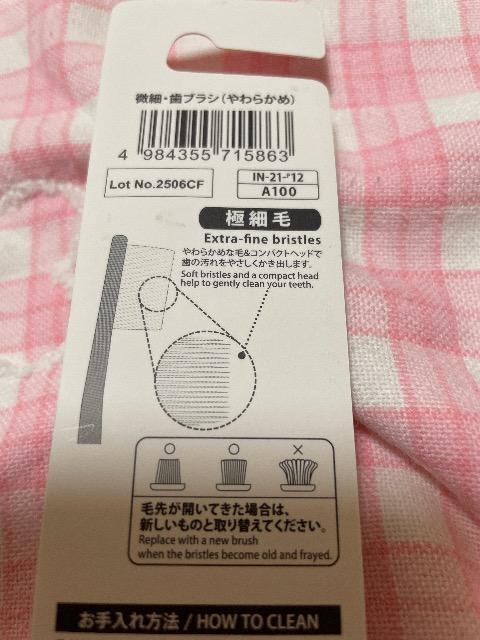 微細・歯ブラシ(やわらかめ)
4 984355 715863
Lot No.2506CF
IN-21-#12
A100
極細毛
Extra-fine bristles
やわらかめな毛&コンパクトヘッドで
歯の汚れをやさしくかき出します。
Soft bristles and a compact head
help to gently clean your teeth.
○ ○ ×
毛先が開いてきた場合は、
新しいものと取り替えてください。
Replace with a new brush
when the bristles become old and frayed.
お手入れ方法 / HOW TO CLEAN